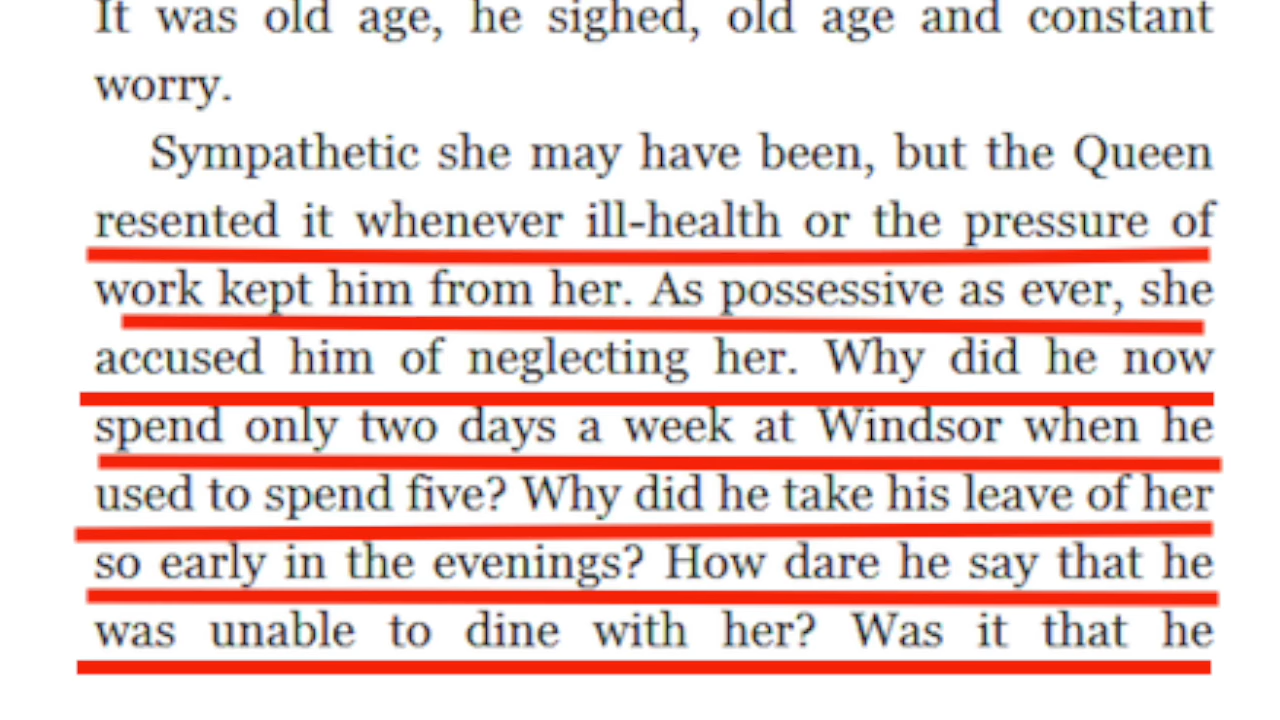 It was old age, he sighed, old age and constant
worry.
Sympathetic she may have been, but the Queen
resented it whenever ill-health or the pressure of
work kept him from her. As possessive as ever, she
accused him of neglecting her. Why did he now
spend only two days a week at Windsor when he
used to spend five? Why did he take his leave of her
so early in the evenings? How dare he say that he
was unable to dine with her? Was it that he